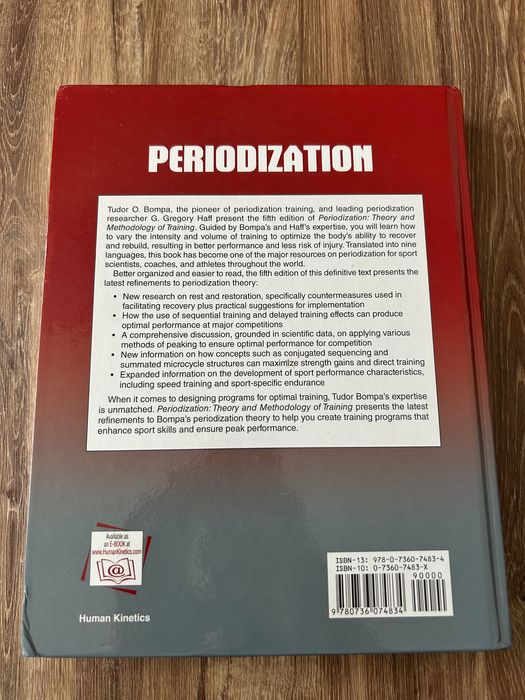 PERIODIZATION
Tudor O. Bompa, the pioneer of periodization training, and leading periodization
researcher G. Gregory Haff present the fifth edition of Periodization: Theory and
Methodology of Training. Guided by Bompa's and Haff's expertise, you will learn how
to vary the intensity and volume of training to optimize the body's ability to recover
and rebuild, resulting in better performance and less risk of injury. Translated into nine
languages, this book has become one of the major resources on periodization for sport
scientists, coaches, and athletes throughout the world.
Better organized and easier to read, the fifth edition of this definitive text presents the
latest refinements to periodization theory:
• New research on rest and restoration, specifically countermeasures used in
facilitating recovery plus practical suggestions for implementation
• How the use of sequential training and delayed training effects can produce
optimal performance at major competitions
• A comprehensive discussion, grounded in scientific data, on applying various
methods of peaking to ensure optimal performance for competition
• New information on how concepts such as conjugated sequencing and
summated microcycle structures can maximize strength gains and direct training
• Expanded information on the development of sport performance characteristics,
including speed training and sport-specific endurance
When it comes to designing programs for optimal training, Tudor Bompa's expertise
is unmatched. Periodization: Theory and Methodology of Training presents the latest
refinements to Bompa's periodization theory to help you create training programs that
enhance sport skills and ensure peak performance.
Available as
an E-BOOK at
www.HumanKinetics.com
@
Human Kinetics
ISBN-13: 978-0-7360-7483-4
ISBN-10: 0-7360-7483-X
90000
9 780736 074834